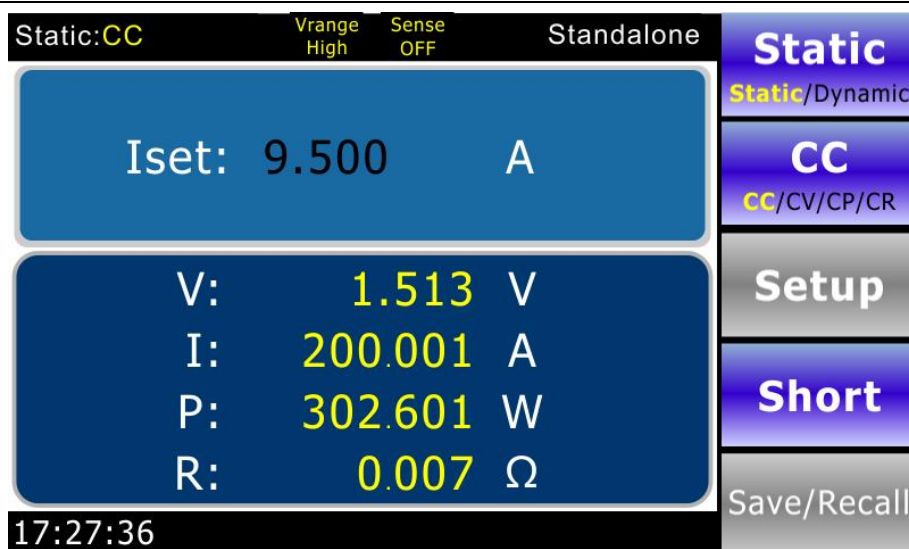 Static:CC
Vrange High
Sense OFF
Standalone
Iset: 9.500 A
V: 1.513 V
I: 200.001 A
P: 302.601 W
R: 0.007 Ω
17:27:36
Static
Static/Dynamic
CC
CC/CV/CP/CR
Setup
Short
Save/Recall